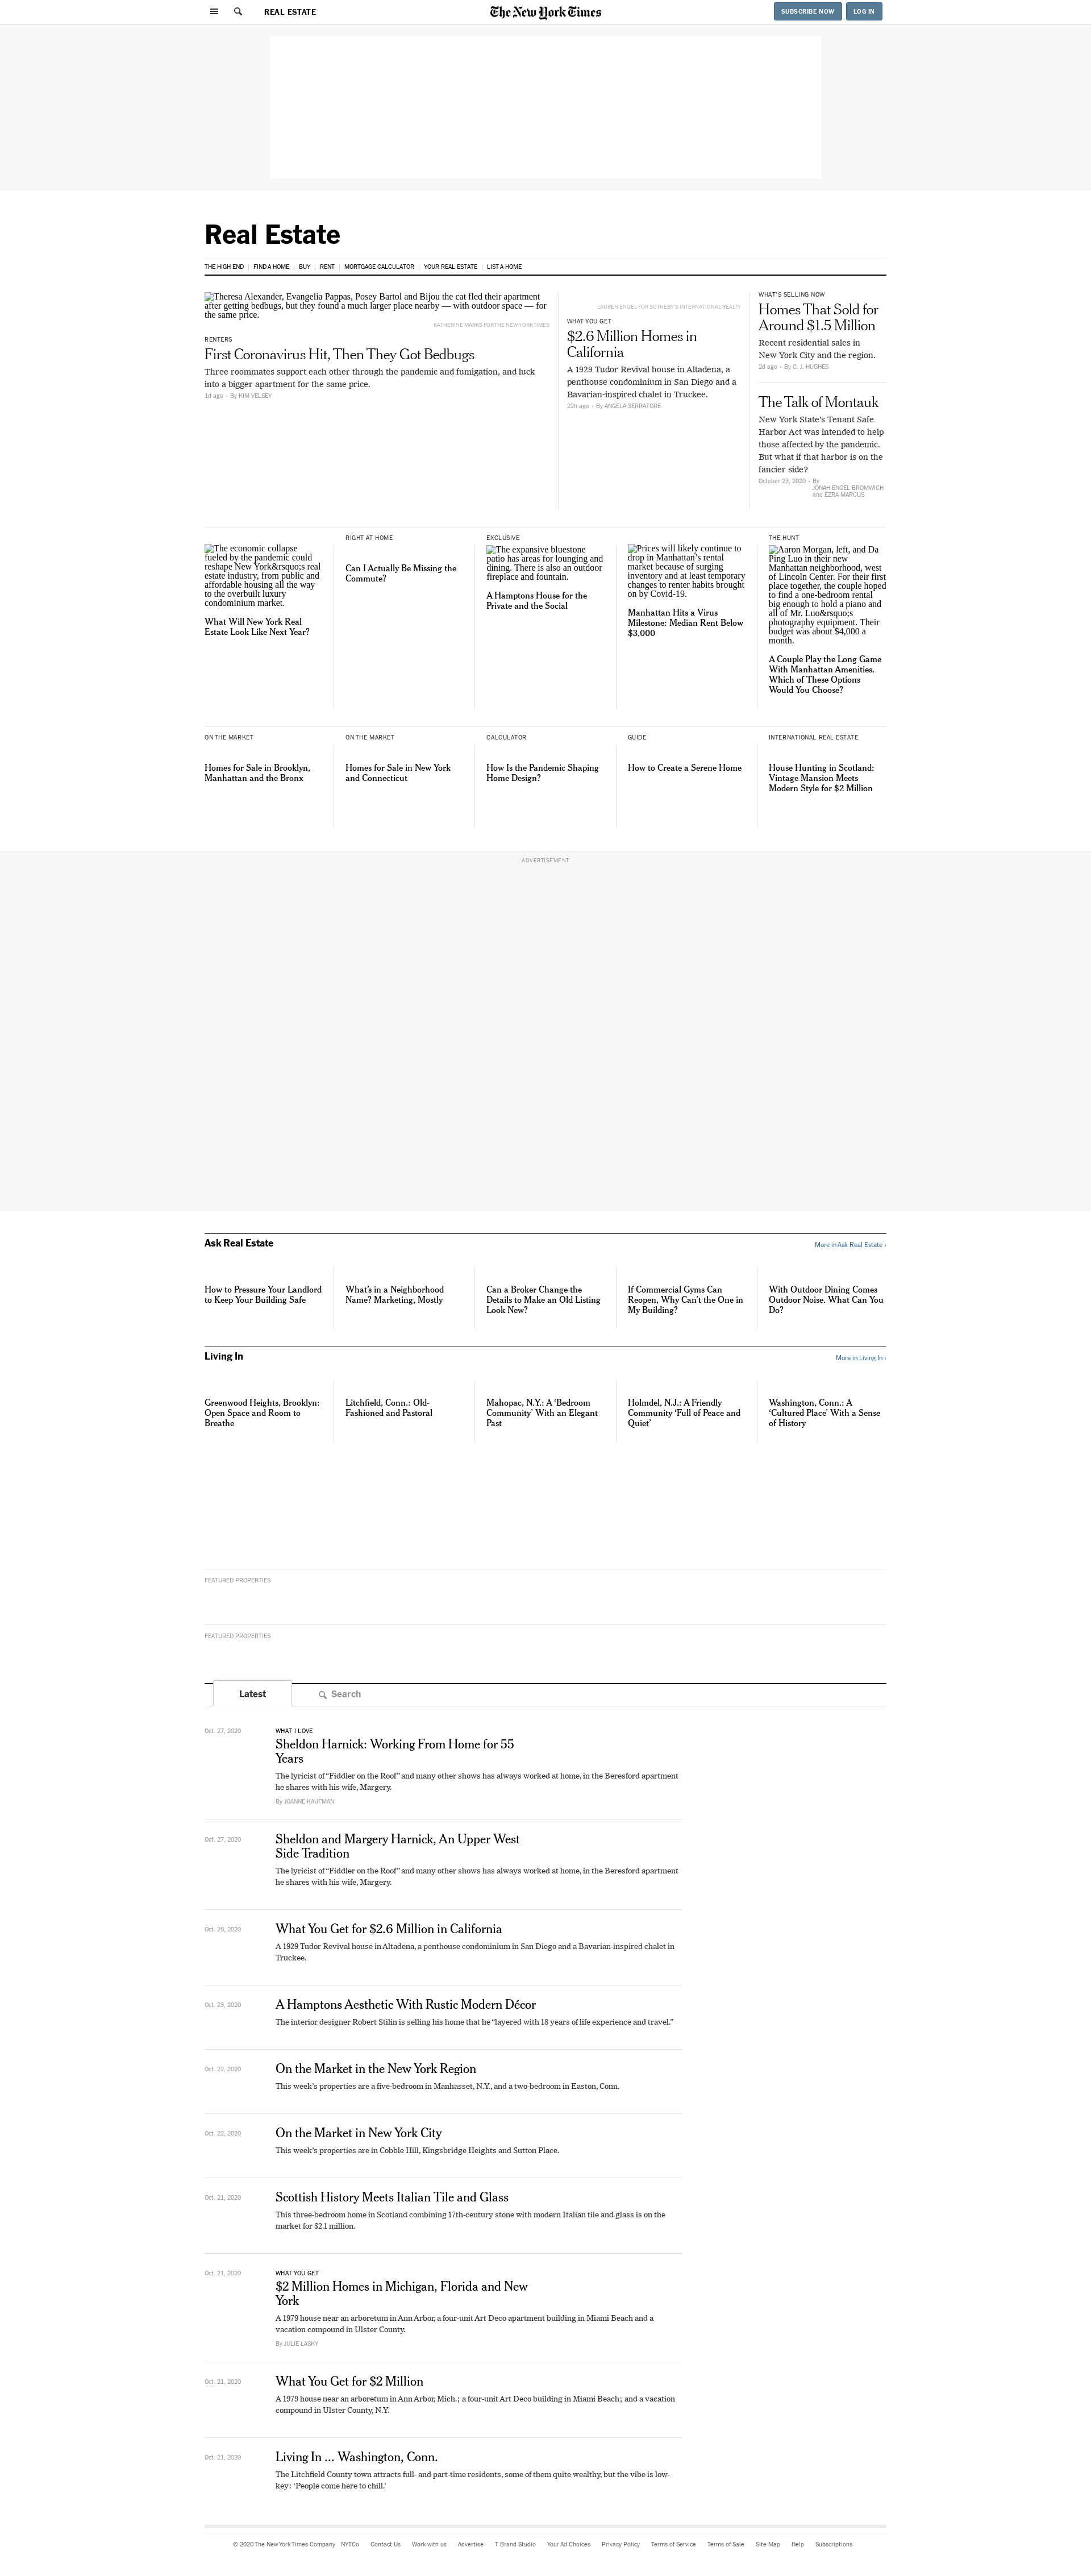 REAL ESTATE
The New York Times
SUBSCRIBE NOW
LOG IN
Real Estate
THE HIGH END
FIND A HOME
BUY
RENT
MORTGAGE CALCULATOR
YOUR REAL ESTATE
LIST A HOME
Theresa Alexander, Evangelia Pappas, Posey Bartol and Bijou the cat fled their apartment
after getting bedbugs, but they found a much larger place nearby — with outdoor space — for
the same price.
KATHERINE MARKS FOR THE NEW YORK TIMES
RENTERS
First Coronavirus Hit, Then They Got Bedbugs
Three roommates support each other through the pandemic and fumigation, and luck
into a bigger apartment for the same price.
1d ago - By KIM VELSEY
LAUREN ENGEL FOR SOTHEBY'S INTERNATIONAL REALTY
WHAT YOU GET
$2.6 Million Homes in
California
A 1929 Tudor Revival house in Altadena, a
penthouse condominium in San Diego and a
Bavarian-inspired chalet in Truckee.
22h ago - By ANGELA SERRATORE
WHAT'S SELLING NOW
Homes That Sold for
Around $1.5 Million
Recent residential sales in
New York City and the region.
2d ago - By C. J. HUGHES
The Talk of Montauk
New York State's Tenant Safe
Harbor Act was intended to help
those affected by the pandemic.
But what if that harbor is on the
fancier side?
October 23, 2020 - By
JONAH ENGEL BROMWICH
and EZRA MARCUS
The economic collapse
fueled by the pandemic could
reshape New York&rsquo;s real
estate industry, from public and
affordable housing all the way
to the overbuilt luxury
condominium market.
What Will New York Real
Estate Look Like Next Year?
RIGHT AT HOME
Can I Actually Be Missing the
Commute?
EXCLUSIVE
The expansive bluestone
patio has areas for lounging and
dining. There is also an outdoor
fireplace and fountain.
A Hamptons House for the
Private and the Social
Prices will likely continue to
drop in Manhattan's rental
market because of surging
inventory and at least temporary
changes to renter habits brought
on by Covid-19.
Manhattan Hits a Virus
Milestone: Median Rent Below
$3,000
THE HUNT
Aaron Morgan, left, and Da
Ping Luo in their new
Manhattan neighborhood, west
of Lincoln Center. For their first
place together, the couple hoped
to find a one-bedroom rental
big enough to hold a piano and
all of Mr. Luo&rsquo;s
photography equipment. Their
budget was about $4,000 a
month.
A Couple Play the Long Game
With Manhattan Amenities.
Which of These Options
Would You Choose?
ON THE MARKET
Homes for Sale in Brooklyn,
Manhattan and the Bronx
ON THE MARKET
Homes for Sale in New York
and Connecticut
CALCULATOR
How Is the Pandemic Shaping
Home Design?
GUIDE
How to Create a Serene Home
INTERNATIONAL REAL ESTATE
House Hunting in Scotland:
Vintage Mansion Meets
Modern Style for $2 Million
ADVERTISEMENT
Ask Real Estate
More in Ask Real Estate ›
How to Pressure Your Landlord
to Keep Your Building Safe
What's in a Neighborhood
Name? Marketing, Mostly
Can a Broker Change the
Details to Make an Old Listing
Look New?
If Commercial Gyms Can
Reopen, Why Can't the One in
My Building?
With Outdoor Dining Comes
Outdoor Noise. What Can You
Do?
Living In
More in Living In ›
Greenwood Heights, Brooklyn:
Open Space and Room to
Breathe
Litchfield, Conn.: Old-
Fashioned and Pastoral
Mahopac, N.Y.: A ‘Bedroom
Community’ With an Elegant
Past
Holmdel, N.J.: A Friendly
Community ‘Full of Peace and
Quiet’
Washington, Conn.: A
‘Cultured Place’ With a Sense
of History
FEATURED PROPERTIES
FEATURED PROPERTIES
Latest
Search
Oct. 27, 2020
WHAT I LOVE
Sheldon Harnick: Working From Home for 55
Years
The lyricist of “Fiddler on the Roof” and many other shows has always worked at home, in the Beresford apartment
he shares with his wife, Margery.
By JOANNE KAUFMAN
Oct. 27, 2020
Sheldon and Margery Harnick, An Upper West
Side Tradition
The lyricist of “Fiddler on the Roof” and many other shows has always worked at home, in the Beresford apartment
he shares with his wife, Margery.
Oct. 26, 2020
What You Get for $2.6 Million in California
A 1929 Tudor Revival house in Altadena, a penthouse condominium in San Diego and a Bavarian-inspired chalet in
Truckee.
Oct. 23, 2020
A Hamptons Aesthetic With Rustic Modern Décor
The interior designer Robert Stilin is selling his home that he “layered with 18 years of life experience and travel.”
Oct. 22, 2020
On the Market in the New York Region
This week's properties are a five-bedroom in Manhasset, N.Y., and a two-bedroom in Easton, Conn.
Oct. 22, 2020
On the Market in New York City
This week's properties are in Cobble Hill, Kingsbridge Heights and Sutton Place.
Oct. 21, 2020
Scottish History Meets Italian Tile and Glass
This three-bedroom home in Scotland combining 17th-century stone with modern Italian tile and glass is on the
market for $2.1 million.
Oct. 21, 2020
WHAT YOU GET
$2 Million Homes in Michigan, Florida and New
York
A 1979 house near an arboretum in Ann Arbor, a four-unit Art Deco apartment building in Miami Beach and a
vacation compound in Ulster County.
By JULIE LASKY
Oct. 21, 2020
What You Get for $2 Million
A 1979 house near an arboretum in Ann Arbor, Mich.; a four-unit Art Deco building in Miami Beach; and a vacation
compound in Ulster County, N.Y.
Oct. 21, 2020
Living In ... Washington, Conn.
The Litchfield County town attracts full- and part-time residents, some of them quite wealthy, but the vibe is low-
key: ‘People come here to chill.’
© 2020 The New York Times Company
NYTCo
Contact Us
Work with us
Advertise
T Brand Studio
Your Ad Choices
Privacy Policy
Terms of Service
Terms of Sale
Site Map
Help
Subscriptions